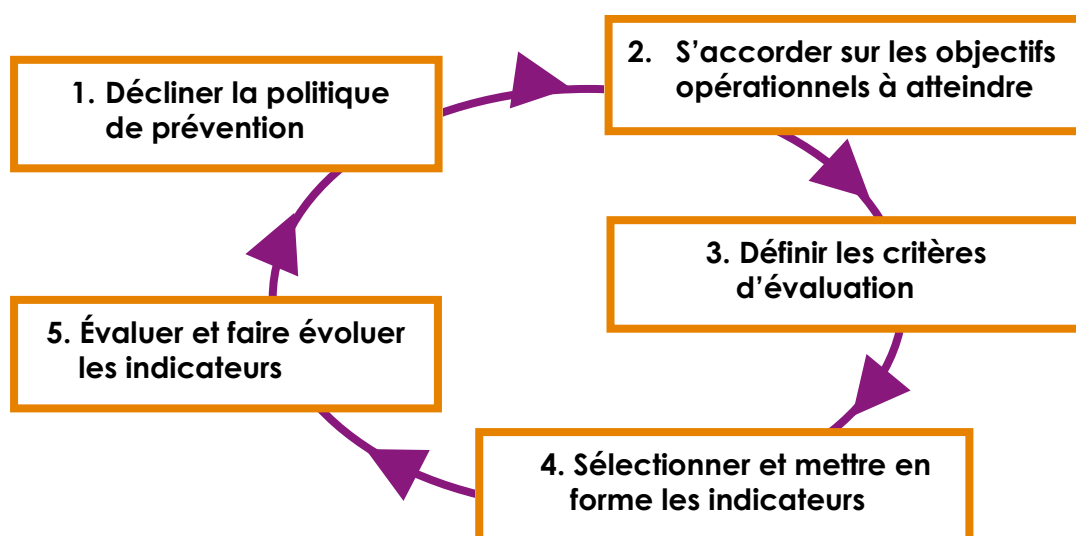 1. Décliner la politique
de prévention
2. S’accorder sur les objectifs
opérationnels à atteindre
3. Définir les critères
d’évaluation
4. Sélectionner et mettre en
forme les indicateurs
5. Évaluer et faire évoluer
les indicateurs